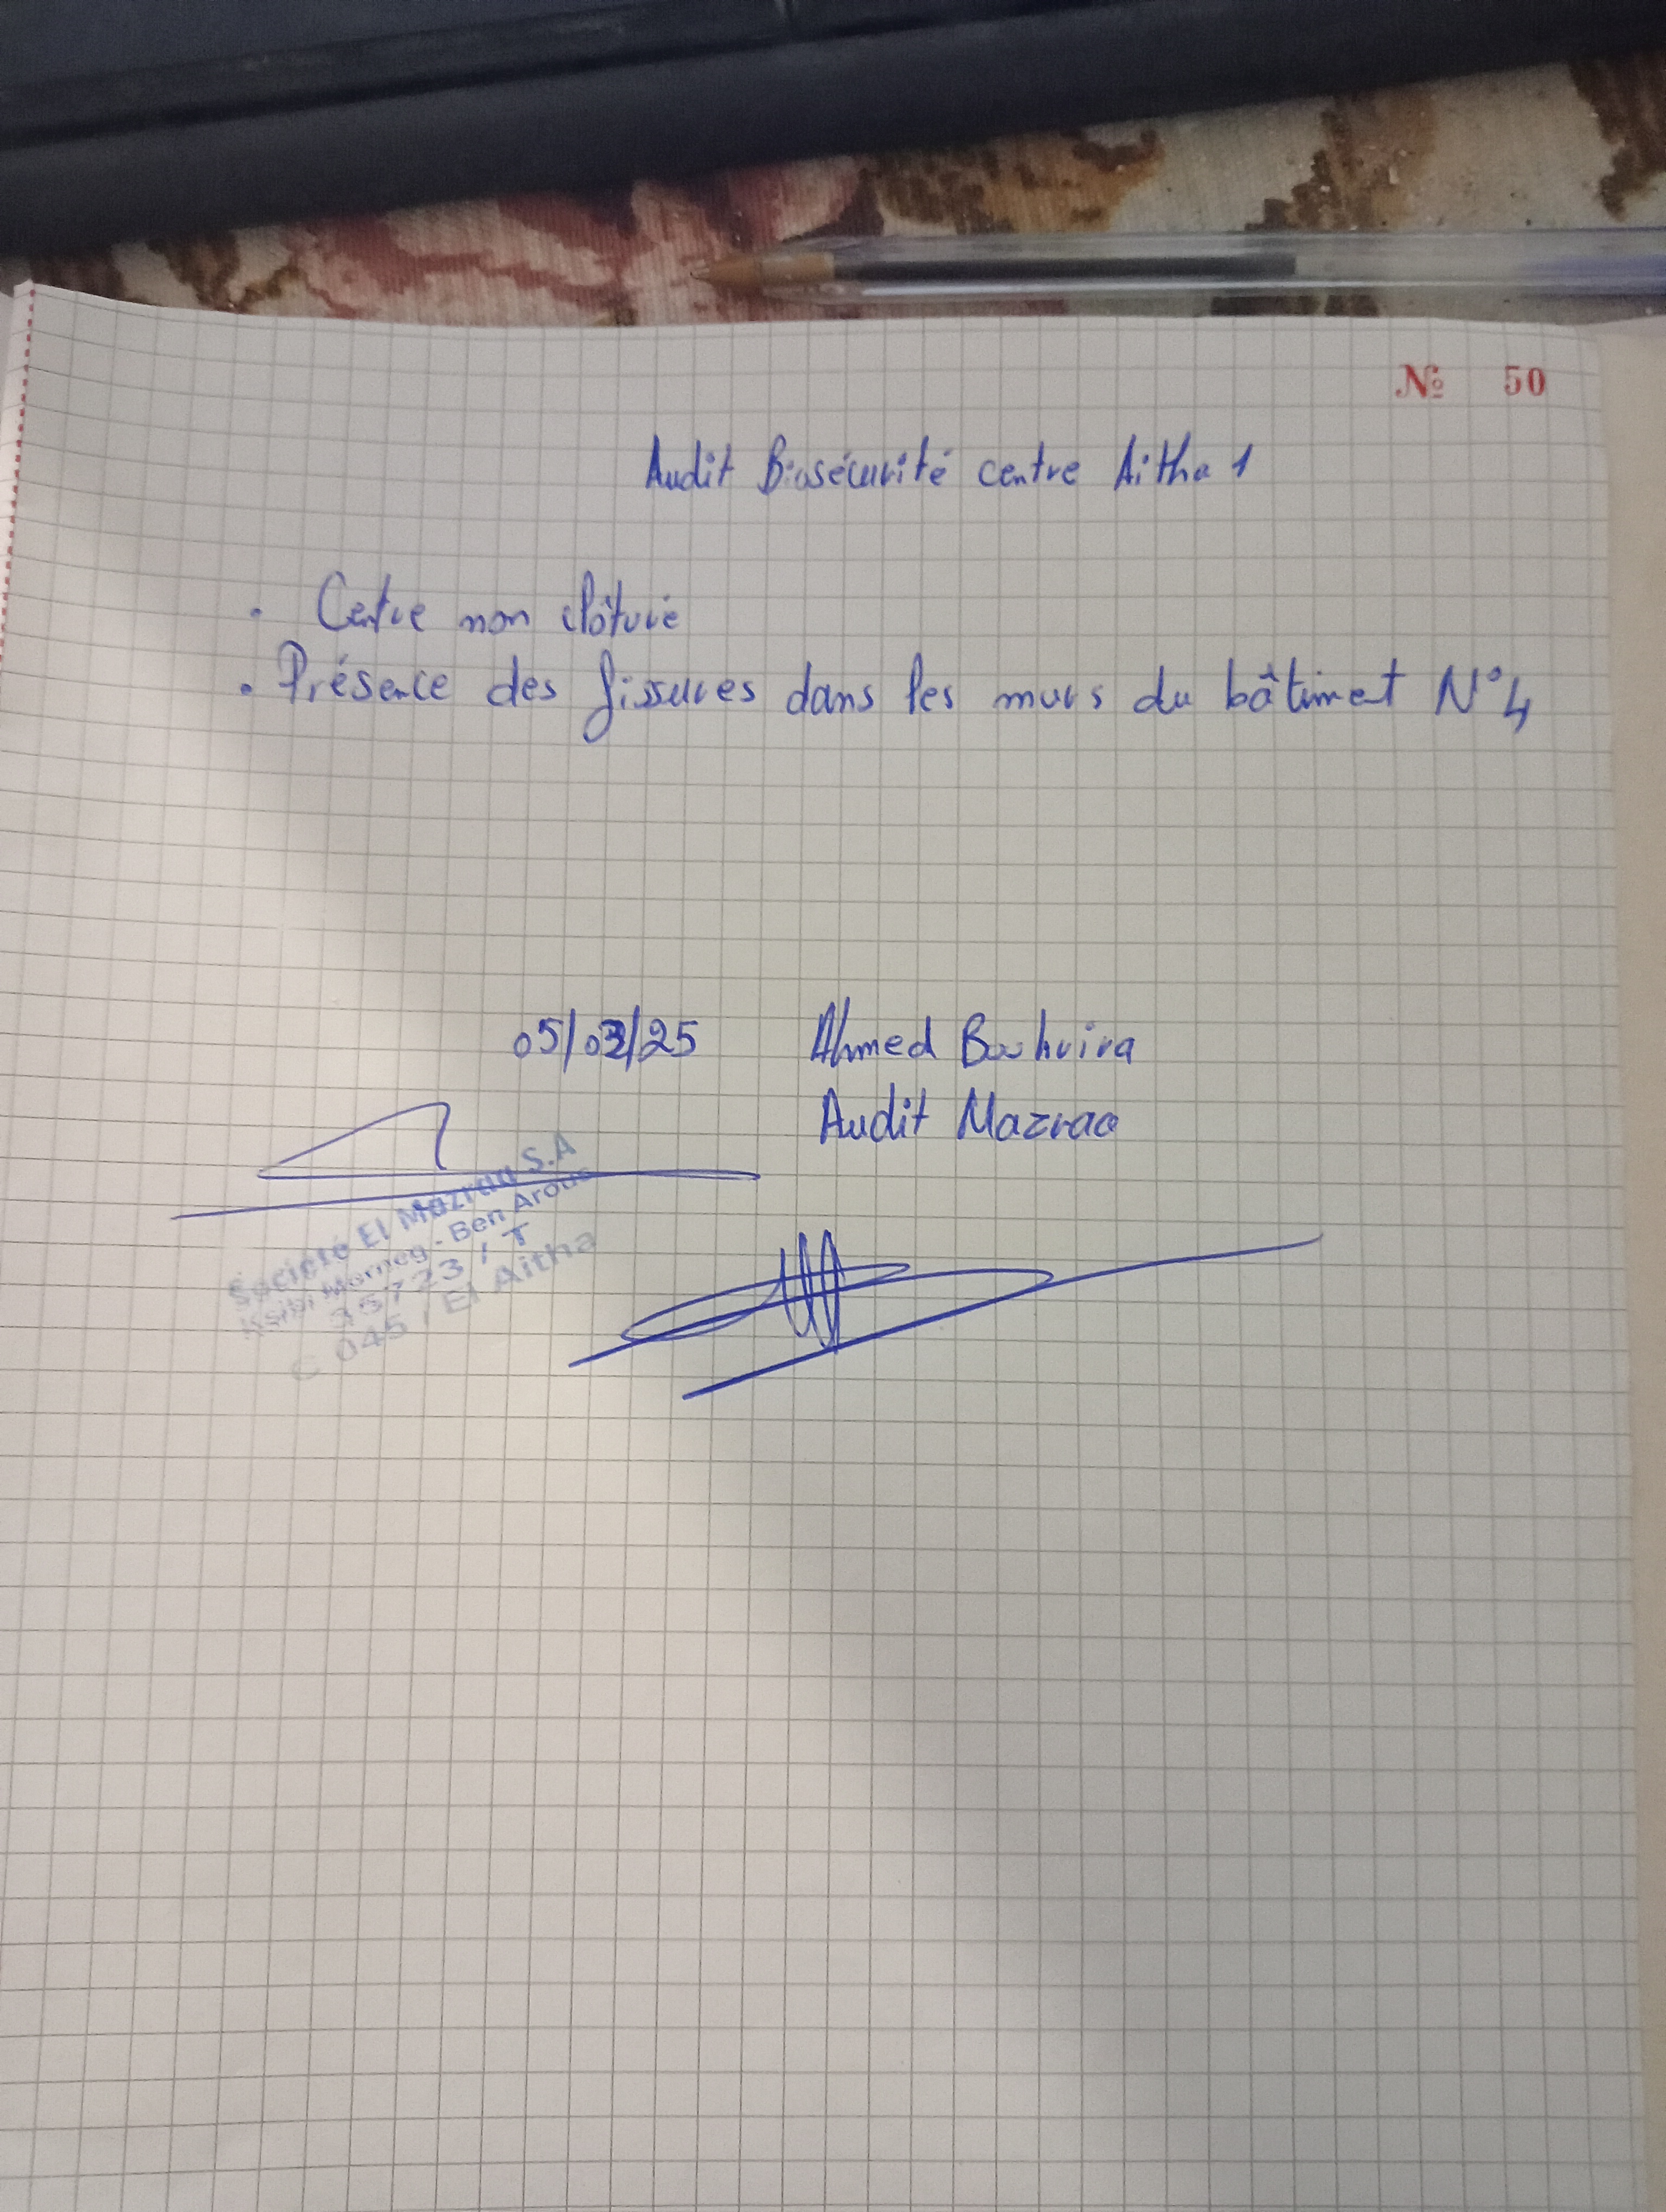 № 50
Audit Biosécurité centre Aitha 1
. Centre non clôturé
. Présence des fissures dans les murs du bâtiment N°4
05/03/25 Ahmed Bouhvira
Audit Mazraa
Société El Mazraa S.A
Ksibi Morneg - Ben Arous
35723 / T
C 045 / El Aitha